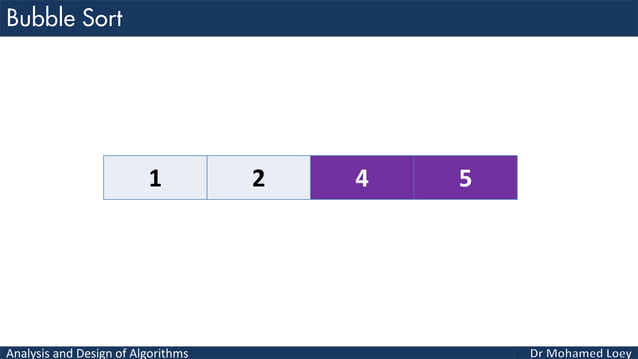 Bubble Sort
1 2 4 5
Analysis and Design of Algorithms Dr Mohamed Loey